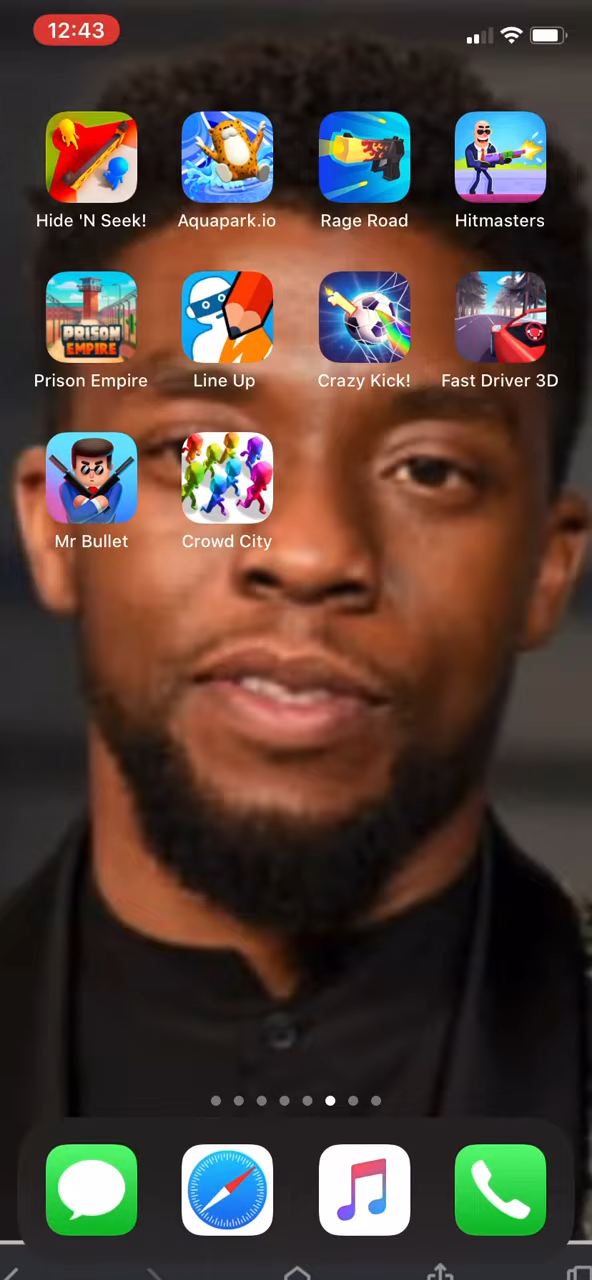 12:43
Hide 'N Seek!
Aquapark.io
Rage Road
Hitmasters
PRISON
EMPIRE
Prison Empire
Line Up
Crazy Kick!
Fast Driver 3D
Mr Bullet
Crowd City